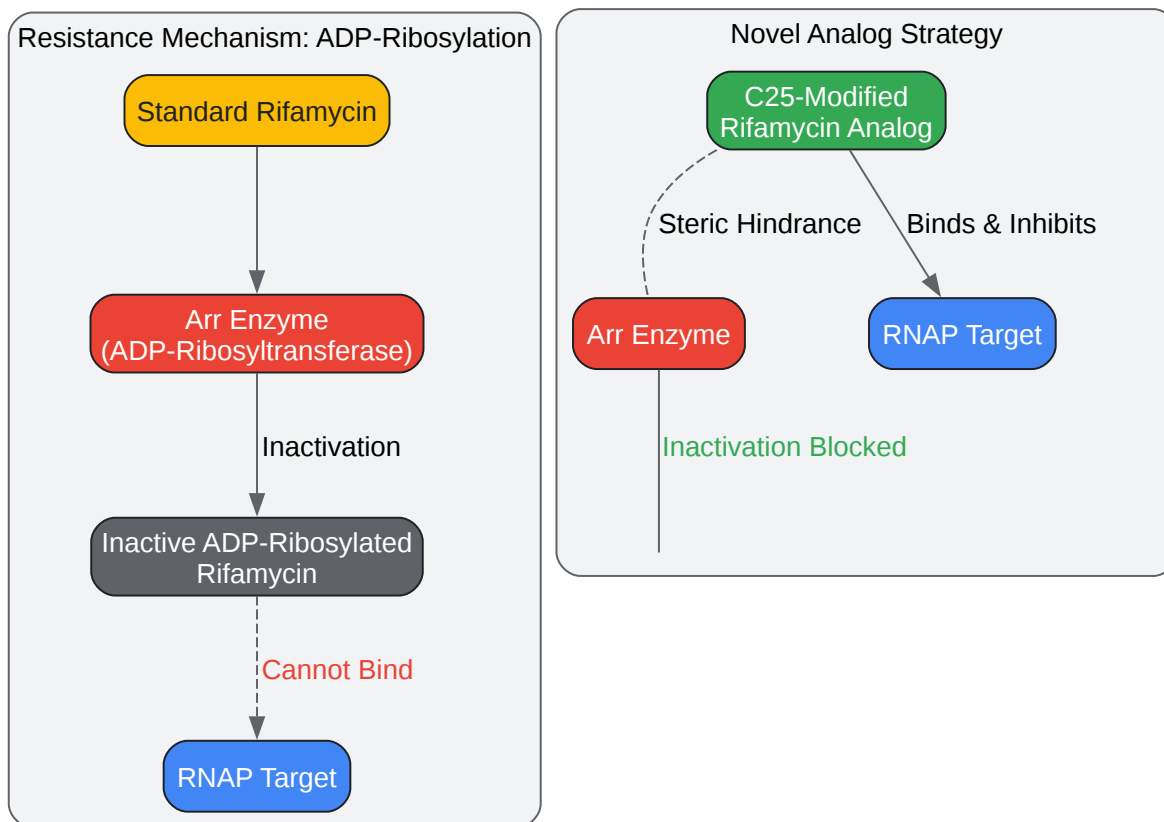 Resistance Mechanism: ADP-Ribosylation
Standard Rifamycin
Arr Enzyme
(ADP-Ribosyltransferase)
Inactivation
Inactive ADP-Ribosylated
Rifamycin
Cannot Bind
RNAP Target
Novel Analog Strategy
C25-Modified
Rifamycin Analog
Steric Hindrance
Binds & Inhibits
Arr Enzyme
RNAP Target
Inactivation Blocked